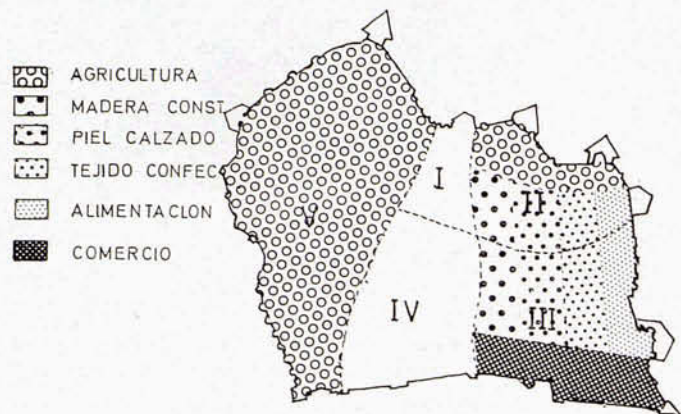 AGRICULTURA
MADERA CONST.
PIEL CALZADO
TEJIDO CONFEC
ALIMENTACION
COMERCIO
I
II
V
IV
III